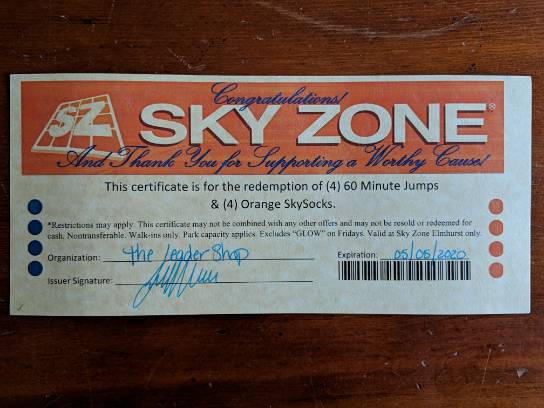 Congratulations!
SZ SKY ZONE®
And Thank You for Supporting a Worthy Cause!
This certificate is for the redemption of (4) 60 Minute Jumps
& (4) Orange SkySocks.
*Restrictions may apply. This certificate may not be combined with any other offers and may not be resold or redeemed for
cash. Nontransferable. Walk-ins only. Park capacity applies. Excludes “GLOW” on Fridays. Valid at Sky Zone Elmhurst only.
Organization: the Leader Shop Expiration: 05/05/2020
Issuer Signature: